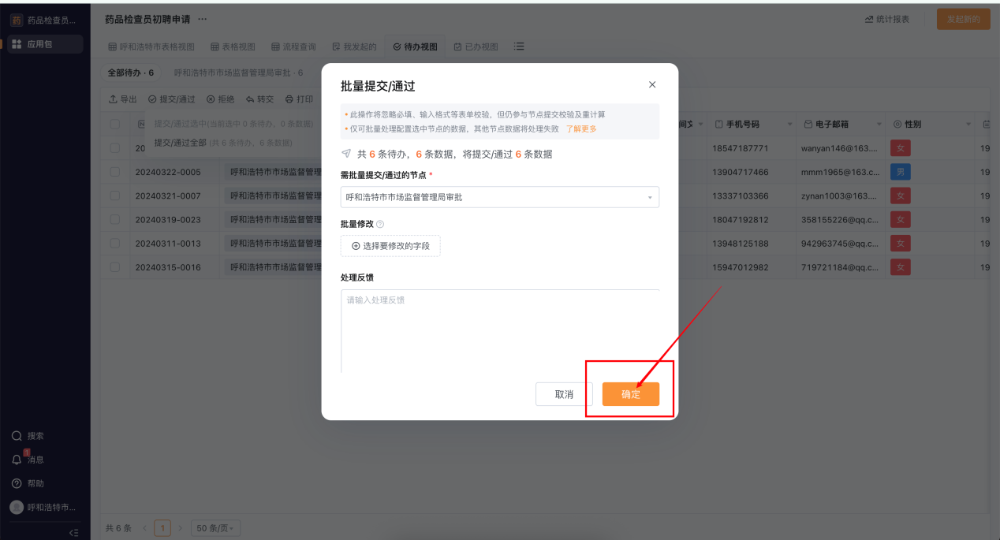 药 药品检查员...
应用包
搜索
1
消息
帮助
呼和浩特市...
药品检查员初聘申请 ···
统计报表
发起新的
呼和浩特市表格视图 表格视图 流程查询 我发起的 待办视图 已办视图
全部待办 · 6 呼和浩特市市场监督管理局审批 · 6
导出 提交/通过 拒绝 转交 打印
提交/通过选中(当前选中 0 条待办, 0 条数据)
提交/通过全部 (共 6 条待办, 6 条数据)
手机号码 电子邮箱 性别
20 18547187771 wanyan146@163.... 女 19
20240322-0005 呼和浩特市市场监督管理 13904717466 mmm1965@163.c... 男 19
20240321-0007 呼和浩特市市场监督管理 13337103366 zynan1003@163.... 女 19
20240319-0023 呼和浩特市市场监督管理 18047192812 358155226@qq.c... 女 19
20240311-0013 呼和浩特市市场监督管理 13948125188 942963745@qq.c... 女 19
20240315-0016 呼和浩特市市场监督管理 15947012982 719721184@qq.c... 女 19
批量提交/通过
• 此操作将忽略必填、输入格式等表单校验，但仍参与节点提交校验及重计算
• 仅可批量处理配置选中节点的数据，其他节点数据将处理失败 了解更多
共 6 条待办，6 条数据，将提交/通过 6 条数据
需批量提交/通过的节点 *
呼和浩特市市场监督管理局审批
批量修改
选择要修改的字段
处理反馈
请输入处理反馈
取消 确定
共 6 条 < 1 > 50 条/页